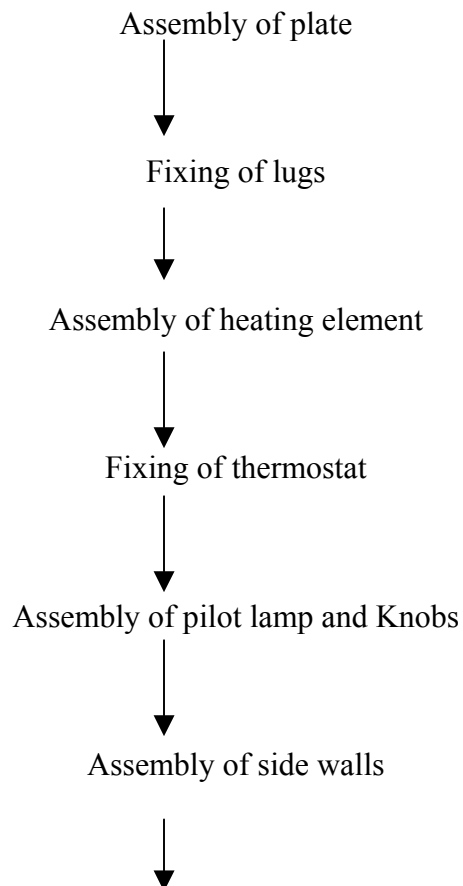 Assembly of plate
Fixing of lugs
Assembly of heating element
Fixing of thermostat
Assembly of pilot lamp and Knobs
Assembly of side walls